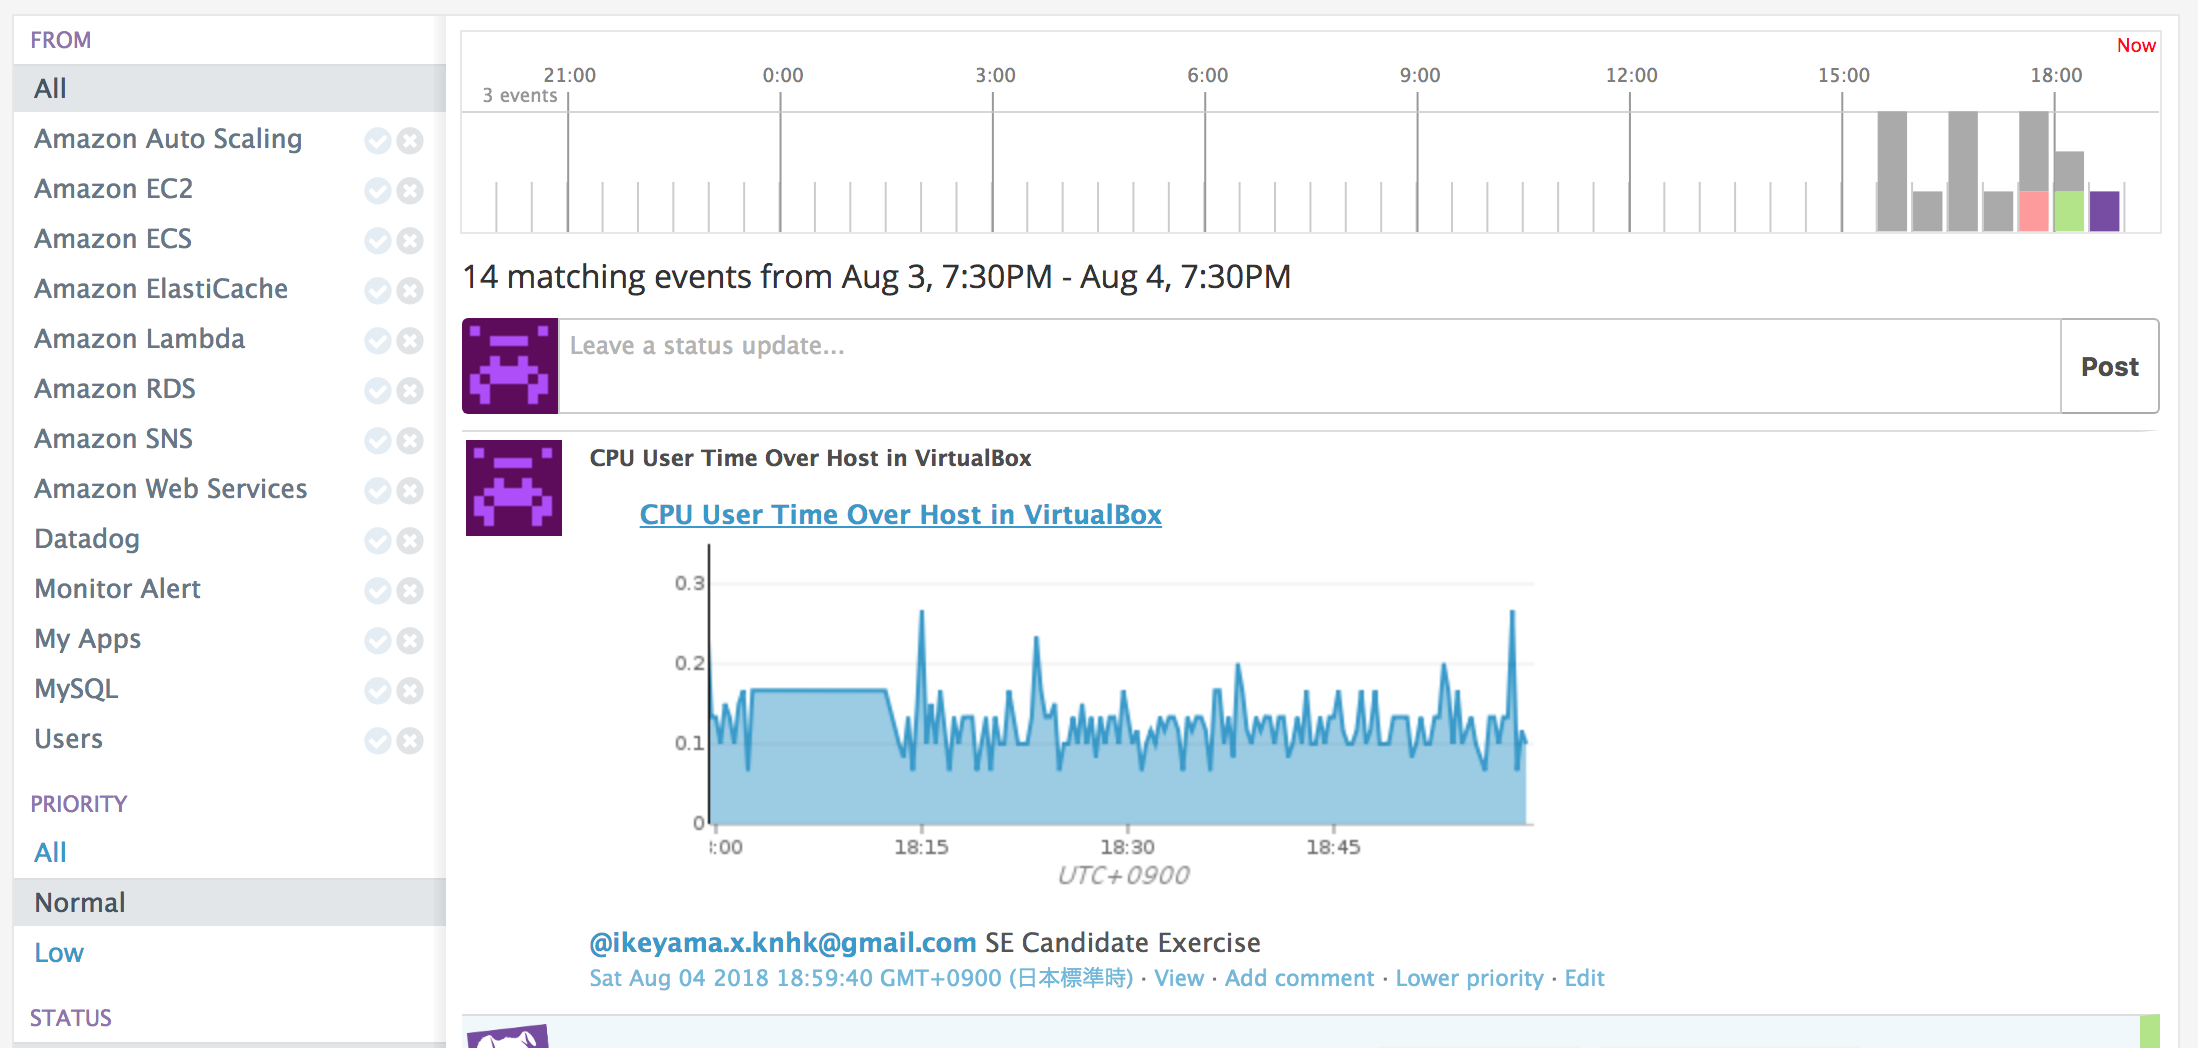 FROM
All
Amazon Auto Scaling
Amazon EC2
Amazon ECS
Amazon ElastiCache
Amazon Lambda
Amazon RDS
Amazon SNS
Amazon Web Services
Datadog
Monitor Alert
My Apps
MySQL
Users
PRIORITY
All
Normal
Low
STATUS
Now
21:00 0:00 3:00 6:00 9:00 12:00 15:00 18:00
3 events
14 matching events from Aug 3, 7:30PM - Aug 4, 7:30PM
Leave a status update...
Post
CPU User Time Over Host in VirtualBox
CPU User Time Over Host in VirtualBox
0.3
0.2
0.1
0
:00 18:15 18:30 18:45
UTC+0900
@ikeyama.x.knhk@gmail.com SE Candidate Exercise
Sat Aug 04 2018 18:59:40 GMT+0900 (日本標準時) · View · Add comment · Lower priority · Edit